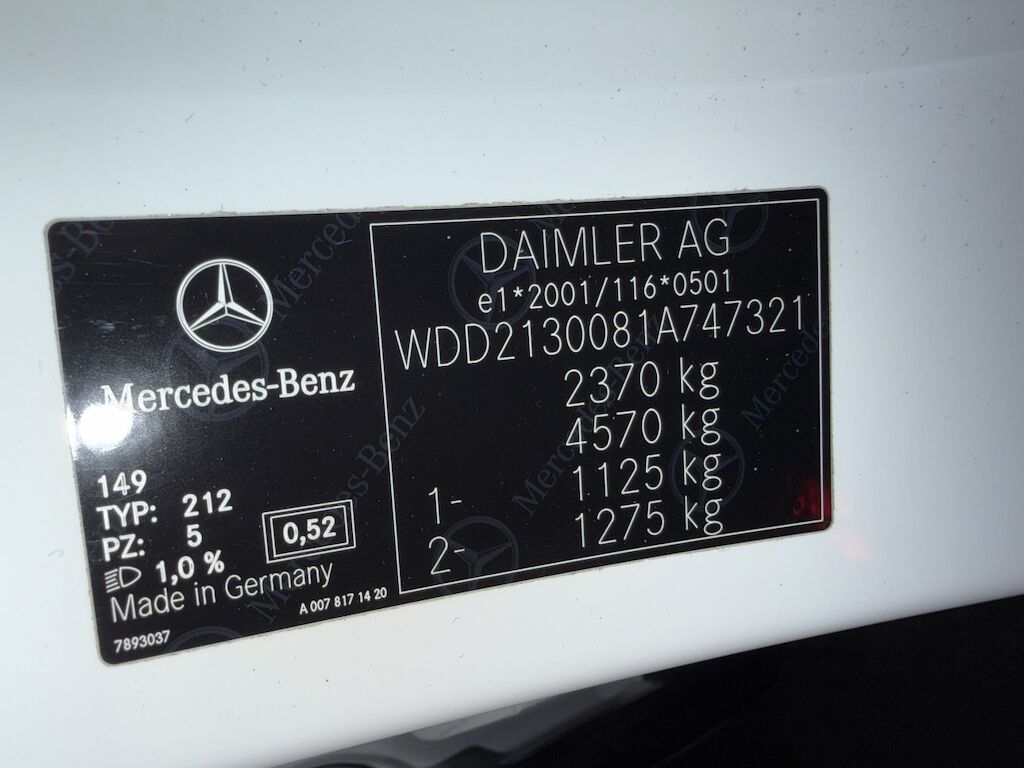 Mercedes-Benz
149
TYP: 212
PZ: 5
1,0 %
0,52
Made in Germany
A 007 817 14 20
7893037
DAIMLER AG
e1*2001/116*0501
WDD2130081A747321
2370 kg
4570 kg
1- 1125 kg
2- 1275 kg